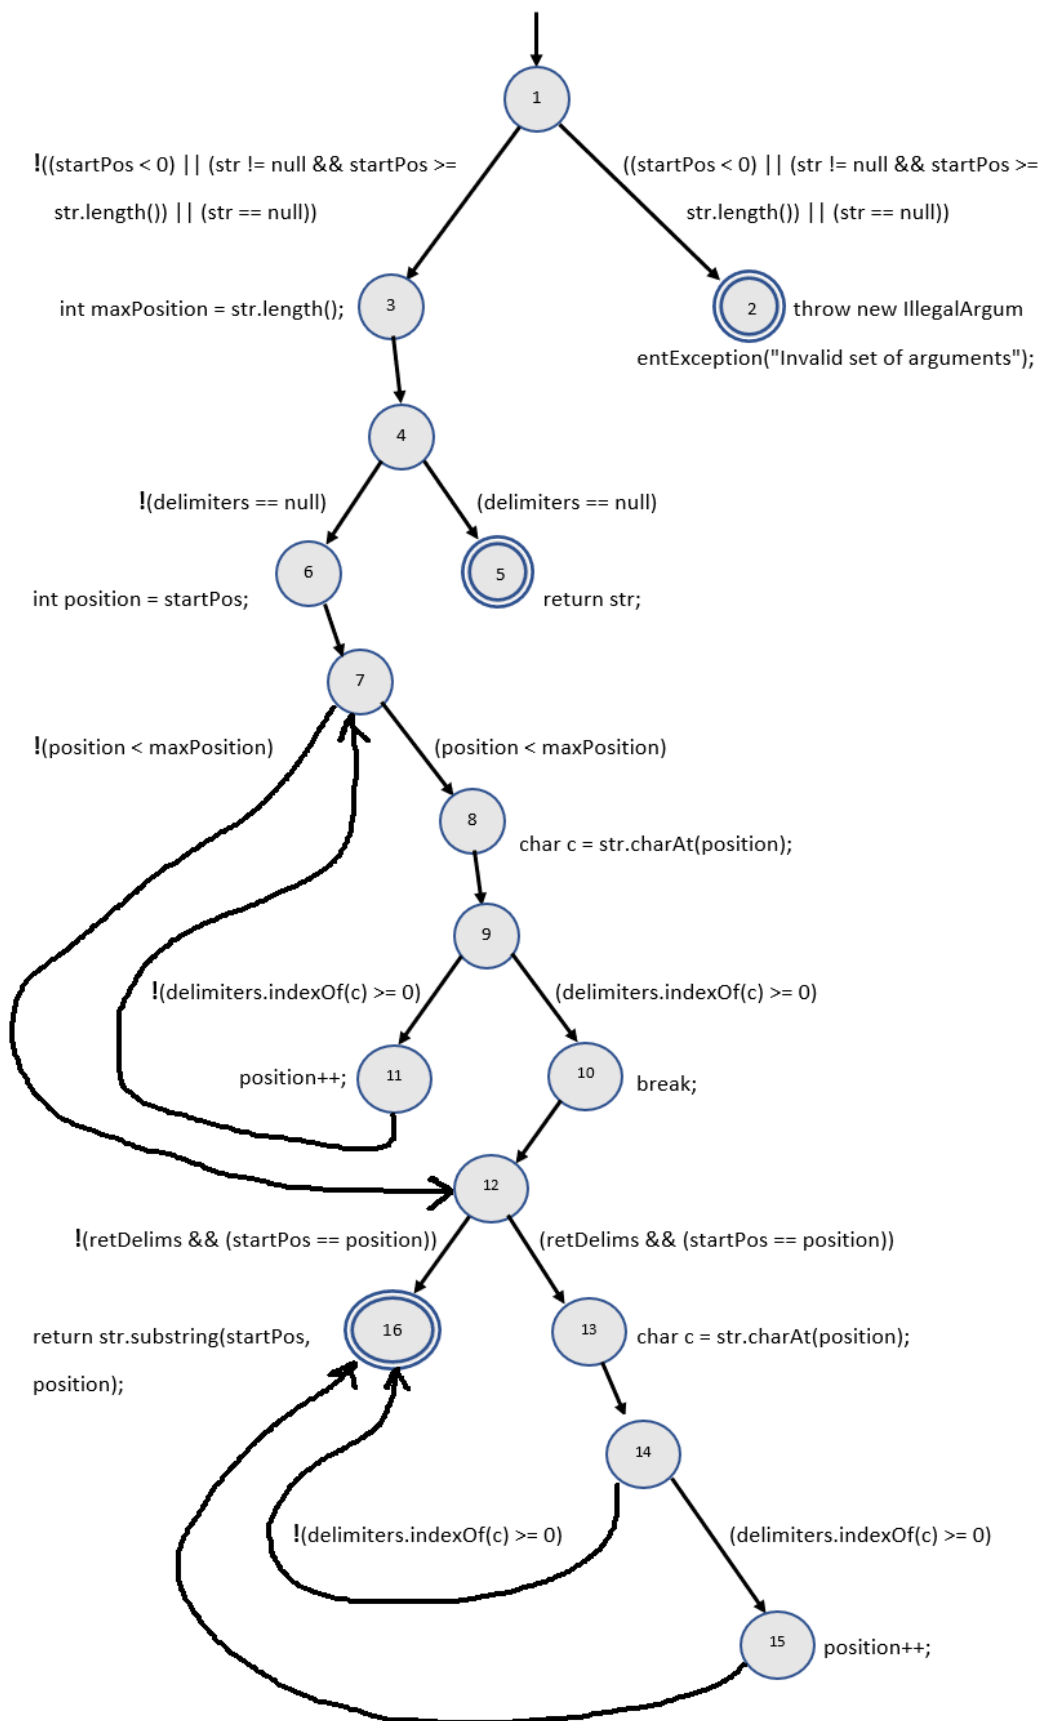 1
!((startPos < 0) || (str != null && startPos >=
str.length()) || (str == null))
((startPos < 0) || (str != null && startPos >=
str.length()) || (str == null))
int maxPosition = str.length();
3
2
throw new IllegalArgum
entException("Invalid set of arguments");
4
!(delimiters == null)
(delimiters == null)
6
5
int position = startPos;
return str;
7
!(position < maxPosition)
(position < maxPosition)
8
char c = str.charAt(position);
9
!(delimiters.indexOf(c) >= 0)
(delimiters.indexOf(c) >= 0)
position++;
11
10
break;
12
!(retDelims && (startPos == position))
(retDelims && (startPos == position))
return str.substring(startPos,
position);
16
13
char c = str.charAt(position);
14
!(delimiters.indexOf(c) >= 0)
(delimiters.indexOf(c) >= 0)
15
position++;